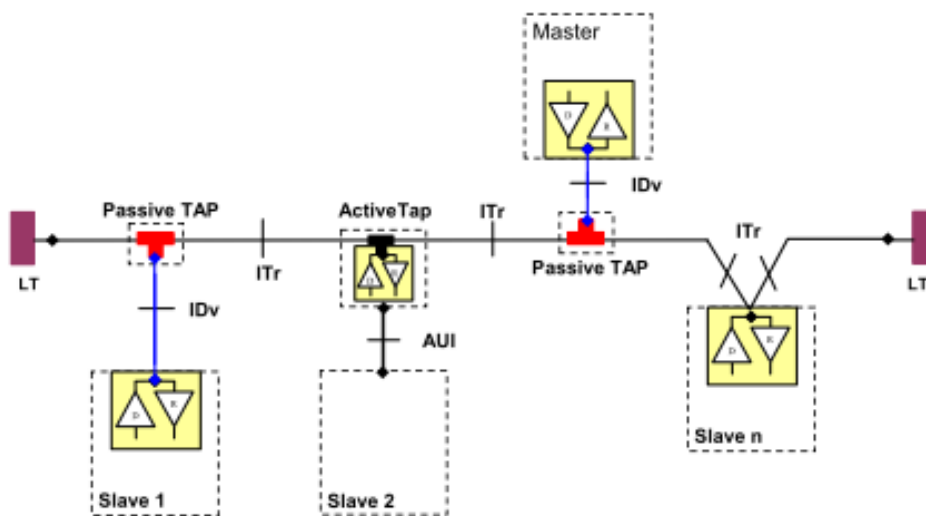 Master
D
R
IDv
Passive TAP
ActiveTap
ITr
ITr
LT
ITr
Passive TAP
LT
D
R
IDv
AUI
D
R
D
R
Slave n
Slave 1
Slave 2